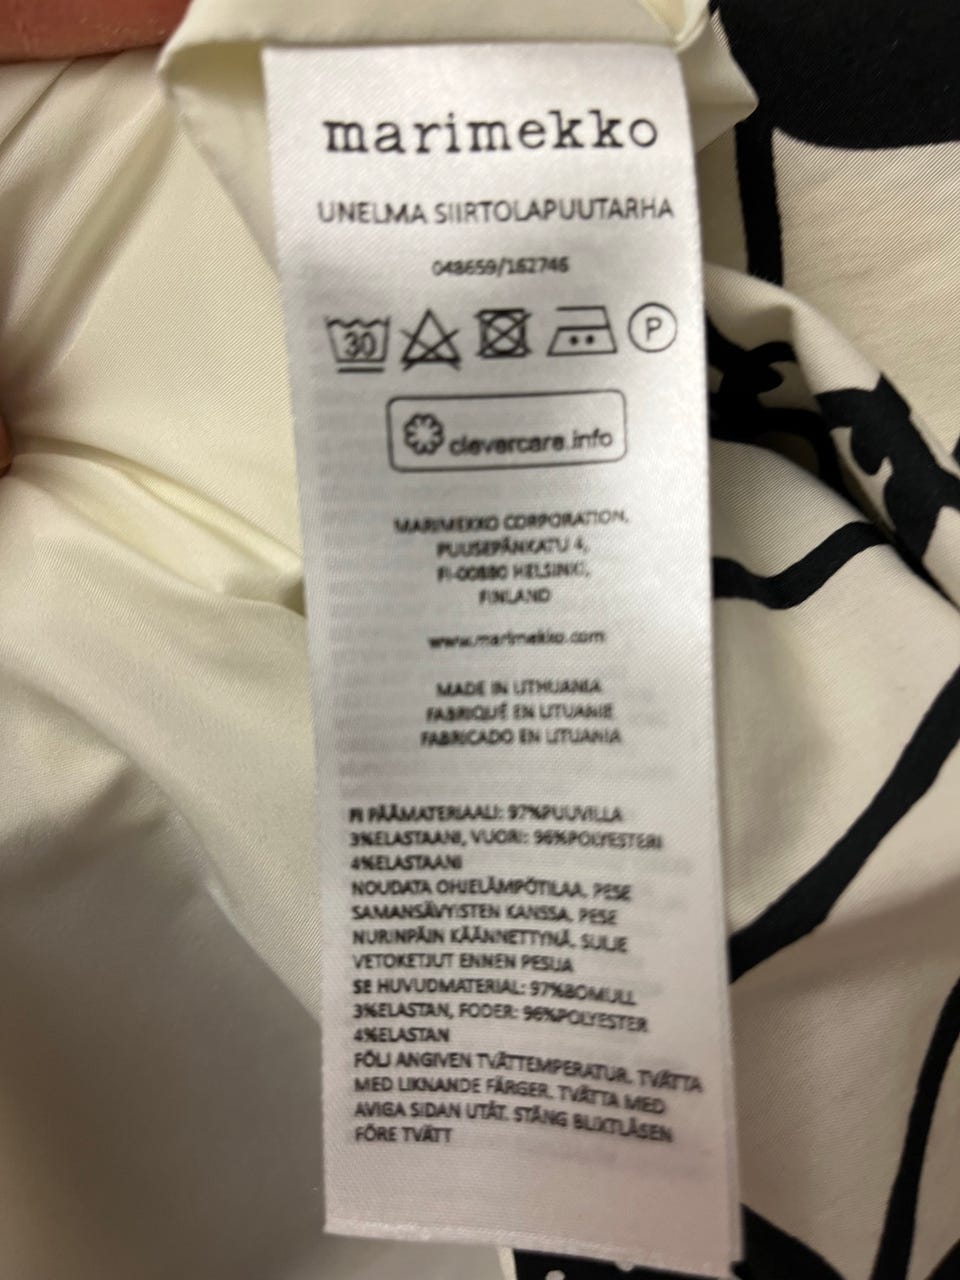 marimekko
UNELMA SIIRTOLAPUUTARHA
048659/162746
30
P
clevercare.info
MARIMEKKO CORPORATION,
PUUSEPÄNKATU 4,
FI-00880 HELSINKI,
FINLAND
www.marimekko.com
MADE IN LITHUANIA
FABRIQUÉ EN LITUANIE
FABRICADO EN LITUANIA
FI PÄÄMATERIAALI: 97%PUUVILLA
3%ELASTAANI, VUORI: 96%POLYESTERI
4%ELASTAANI
NOUDATA OHJELÄMPÖTILAA. PESE
SAMANSÄVYISTEN KANSSA. PESE
NURINPÄIN KÄÄNNETTYNÄ. SULJE
VETOKETJUT ENNEN PESUA
SE HUVUDMATERIAL: 97%BOMULL
3%ELASTAN, FODER: 96%POLYESTER
4%ELASTAN
FÖLJ ANGIVEN TVÄTTEMPERATUR. TVÄTTA
MED LIKNANDE FÄRGER. TVÄTTA MED
AVIGA SIDAN UTÅT. STÄNG BLIXTLÅSEN
FÖRE TVÄTT